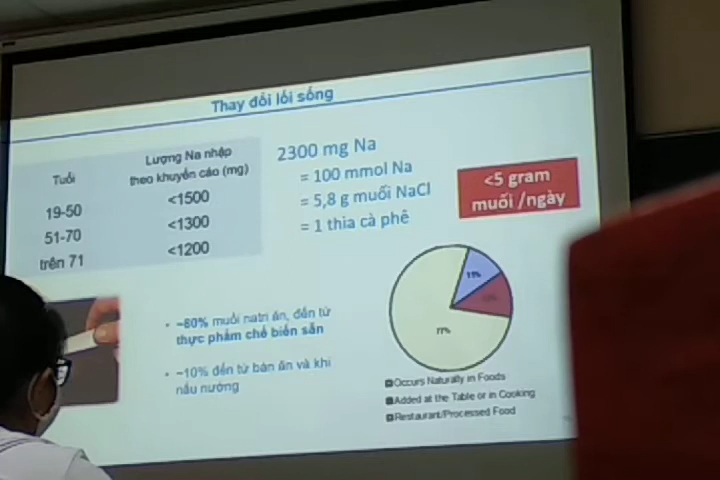 Thay đổi lối sống
Tuổi
Lượng Na nhập
theo khuyến cáo (mg)
19-50
<1500
51-70
<1300
trên 71
<1200
2300 mg Na
= 100 mmol Na
= 5,8 g muối NaCl
= 1 thìa cà phê
<5 gram
muối /ngày
• ~80% muối natri ăn, đến từ
thực phẩm chế biến sẵn
• ~10% đến từ bàn ăn và khi
nấu nướng
11%
77%
Occurs Naturally in Foods
Added at the Table or in Cooking
Restaurant/Processed Food